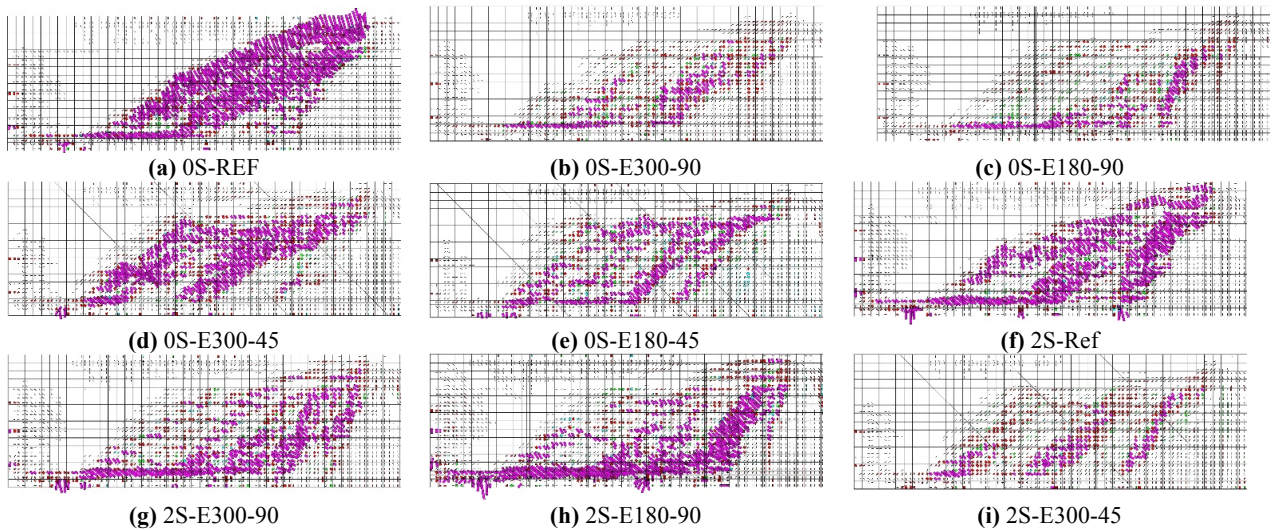 (a) 0S-REF
(b) 0S-E300-90
(c) 0S-E180-90
(d) 0S-E300-45
(e) 0S-E180-45
(f) 2S-Ref
(g) 2S-E300-90
(h) 2S-E180-90
(i) 2S-E300-45